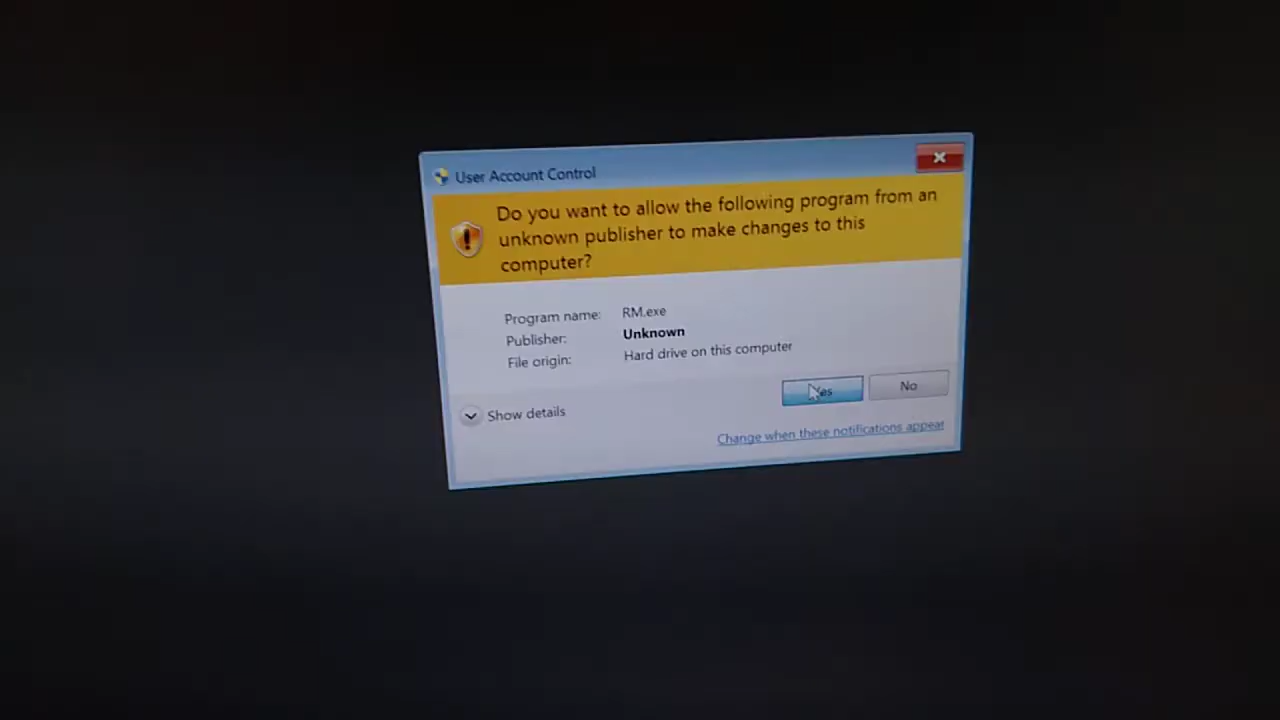 User Account Control
Do you want to allow the following program from an
unknown publisher to make changes to this
computer?
Program name: RM.exe
Publisher: Unknown
File origin: Hard drive on this computer
Show details
Yes No
Change when these notifications appear